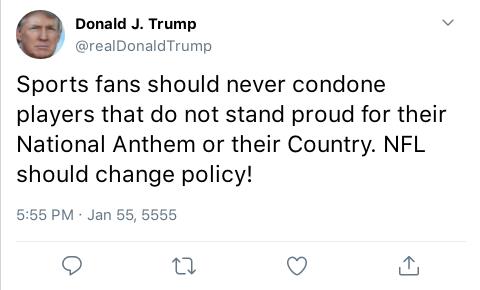 Donald J. Trump
@realDonaldTrump
Sports fans should never condone
players that do not stand proud for their
National Anthem or their Country. NFL
should change policy!
5:55 PM · Jan 55, 5555